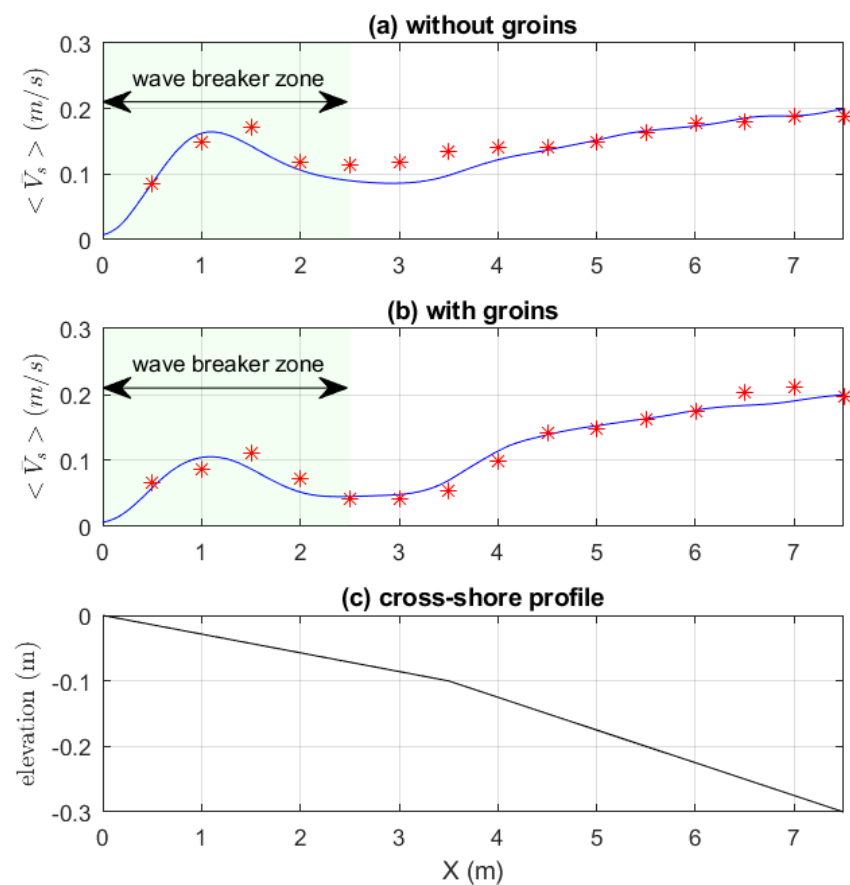 (a) without groins
< V̄s > (m/s)
wave breaker zone
0.3
0.2
0.1
0
0 1 2 3 4 5 6 7
(b) with groins
< V̄s > (m/s)
wave breaker zone
0.3
0.2
0.1
0
0 1 2 3 4 5 6 7
(c) cross-shore profile
elevation (m)
0
-0.1
-0.2
-0.3
0 1 2 3 4 5 6 7
X (m)